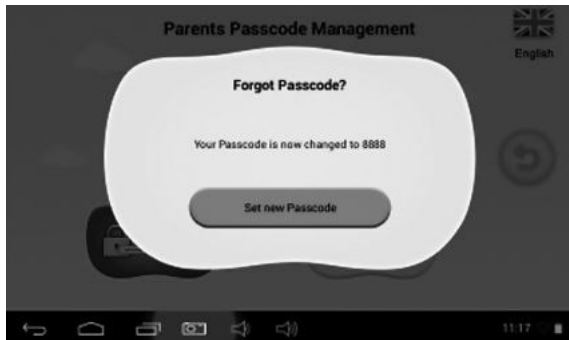 Parents Passcode Management
English
Forgot Passcode?
Your Passcode is now changed to 8888
Set new Passcode
11:17